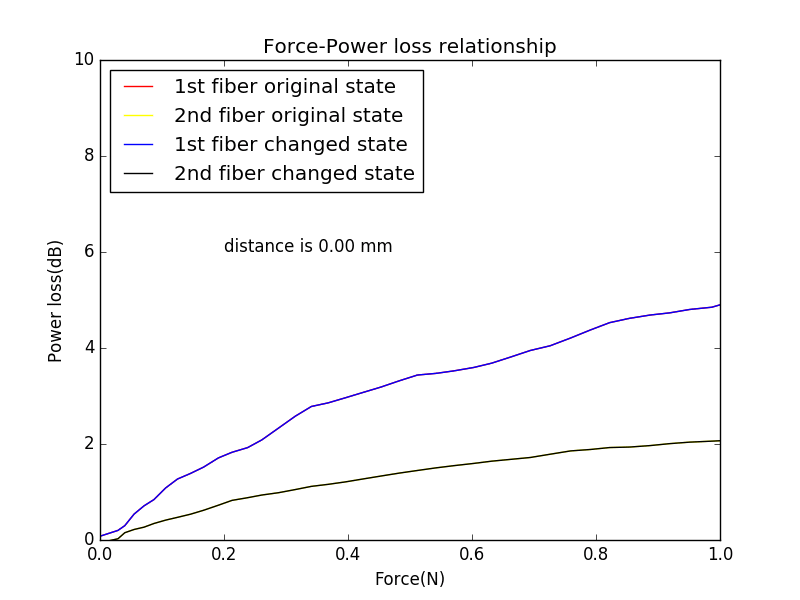 Force-Power loss relationship
10
8
6
4
2
0
Power loss(dB)
1st fiber original state
2nd fiber original state
1st fiber changed state
2nd fiber changed state
distance is 0.00 mm
0.0 0.2 0.4 0.6 0.8 1.0
Force(N)